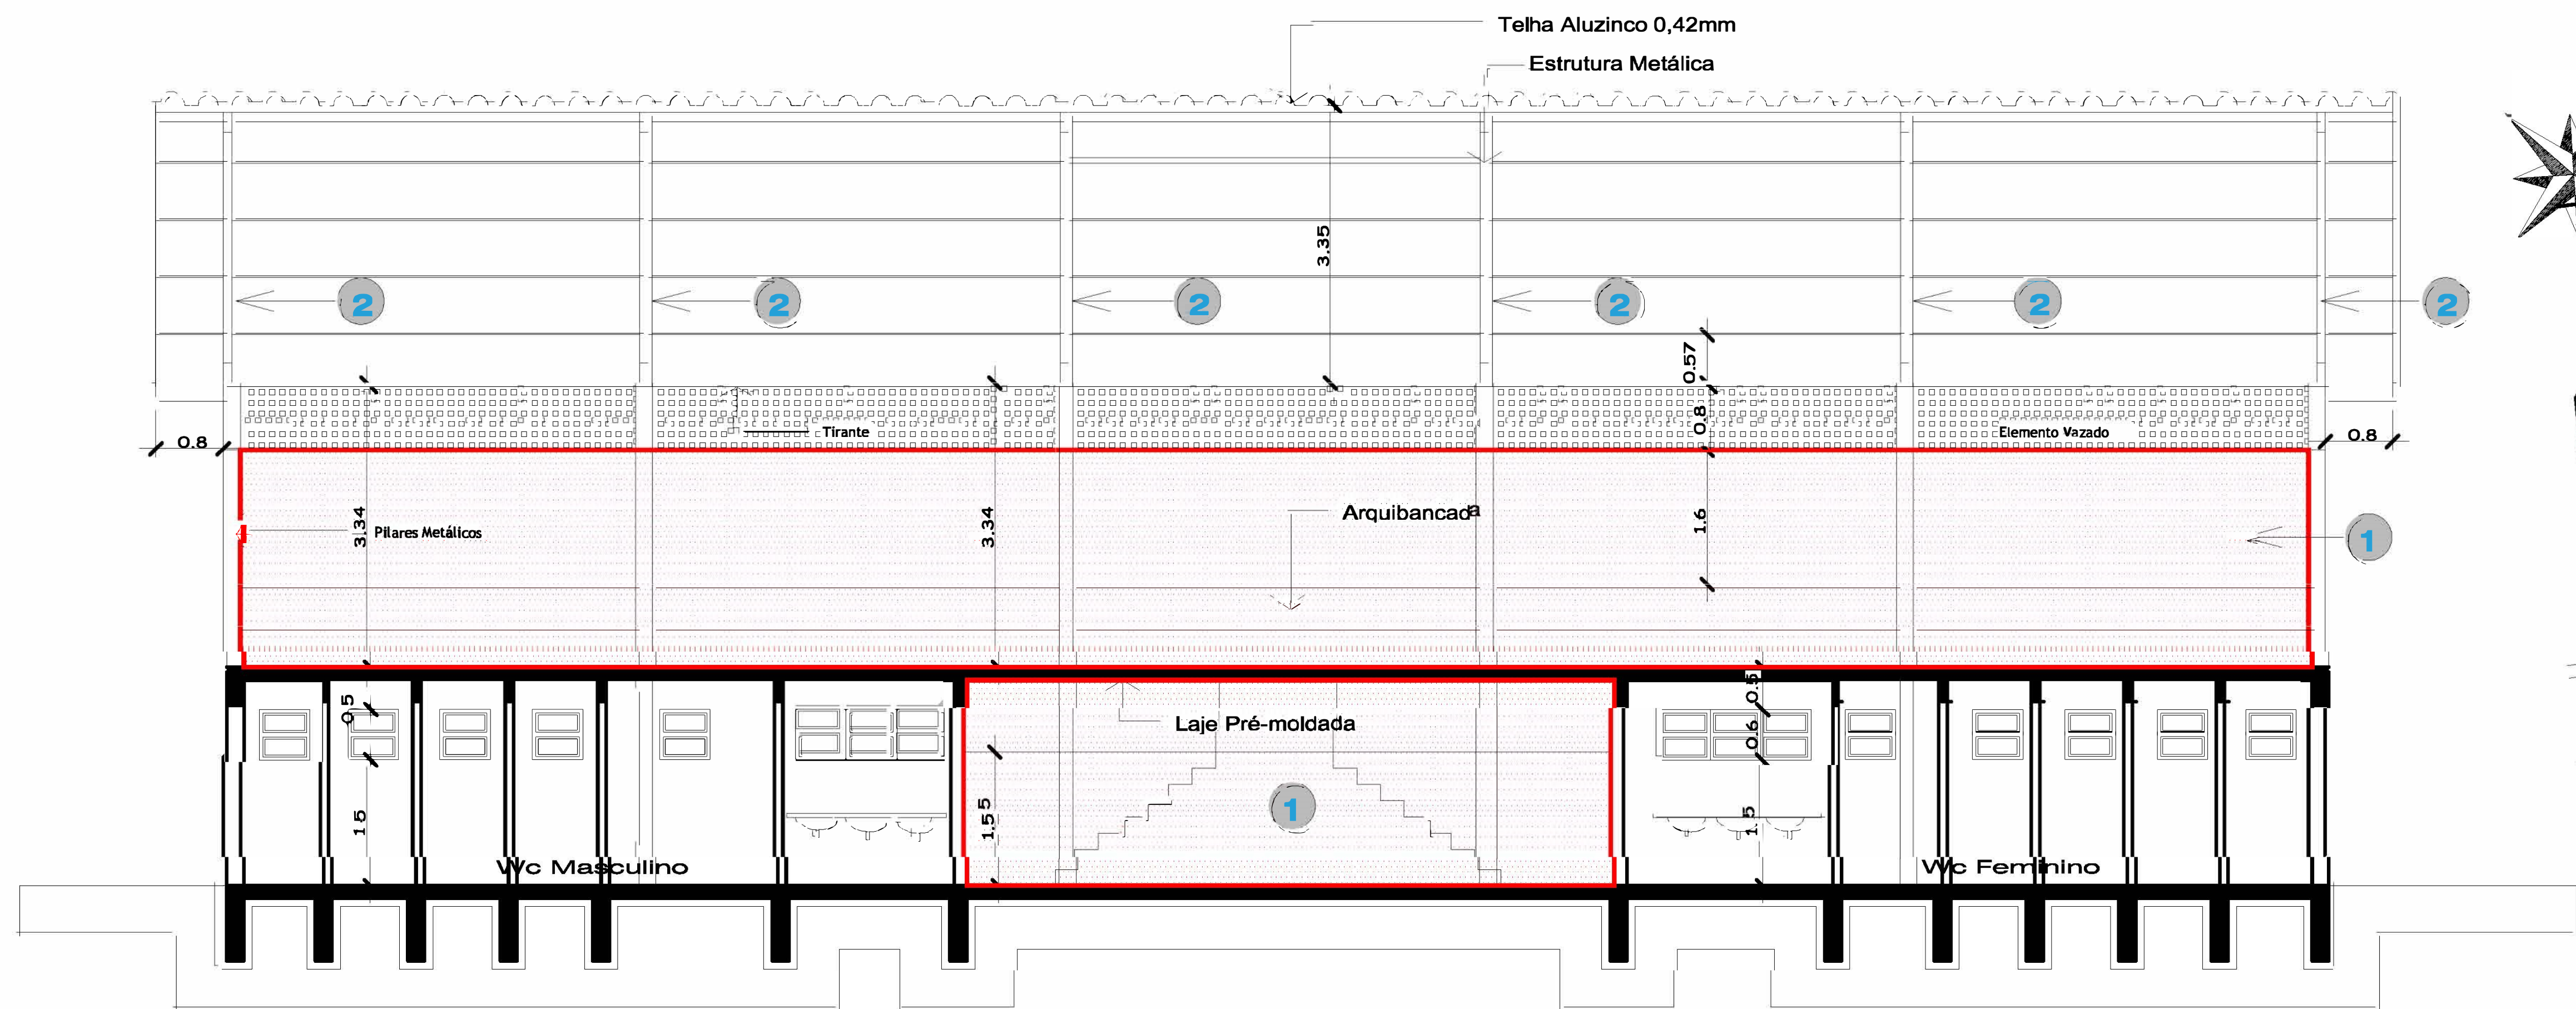 Telha Aluzinco 0,42mm
Estrutura Metálica
3.35
2
2
2
2
2
2
0.57
0.8
Tirante
Elemento Vazado
0.8
0.8
3.34
Pilares Metálicos
3.34
Arquibancada
1.6
1
0.5
Laje Pré-moldada
0.5
0.6
15
1.55
1
1.5
Wc Masculino
Wc Feminino